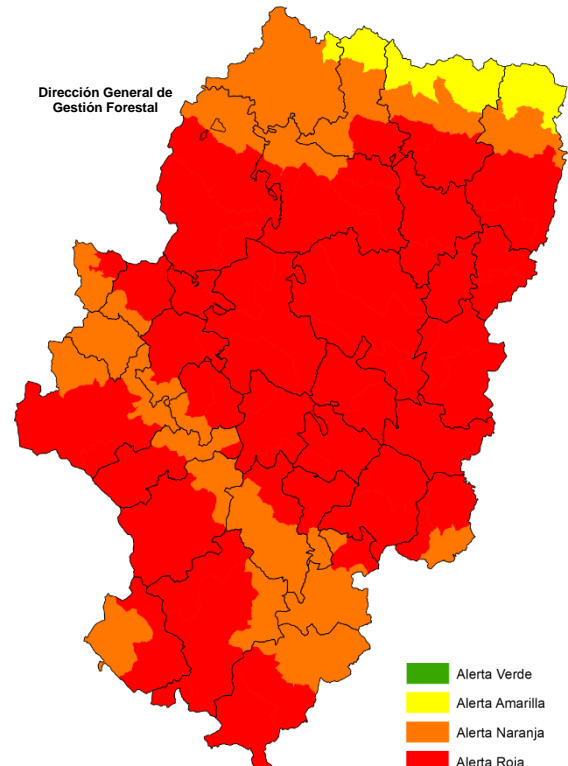 Dirección General de
Gestión Forestal
Alerta Verde
Alerta Amarilla
Alerta Naranja
Alerta Roja